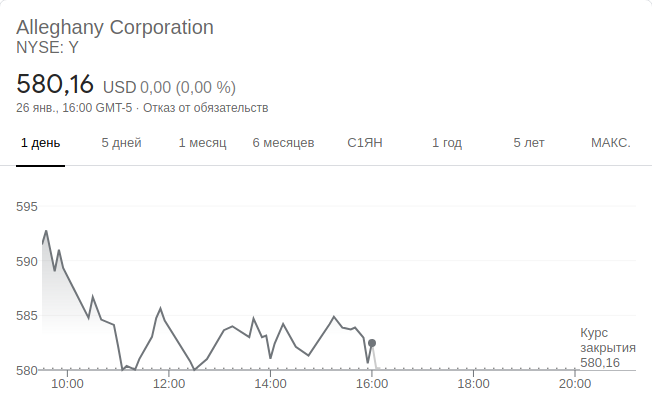 Alleghany Corporation
NYSE: Y
580,16 USD 0,00 (0,00 %)
26 янв., 16:00 GMT-5 · Отказ от обязательств
1 день 5 дней 1 месяц 6 месяцев С1ЯН 1 год 5 лет МАКС.
595
590
585
580
Курс
закрытия
580,16
10:00 12:00 14:00 16:00 18:00 20:00